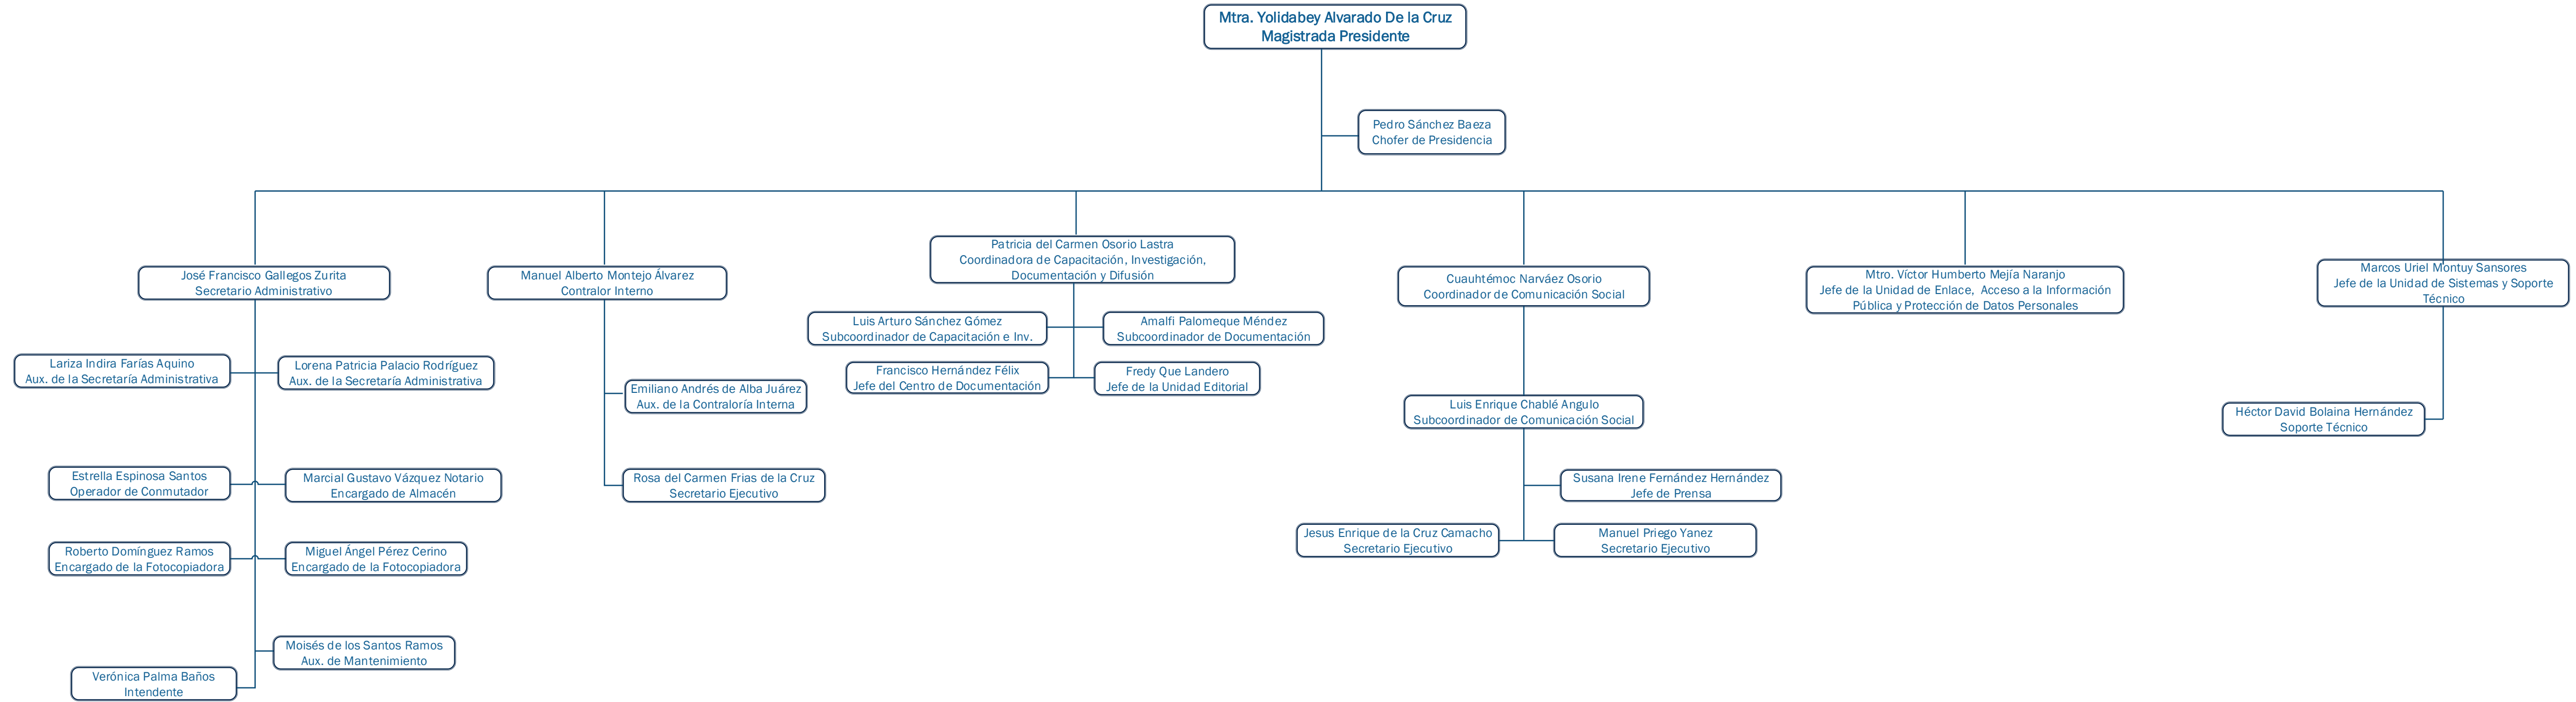 Mtra. Yolidabey Alvarado De la Cruz
Magistrada Presidente
Pedro Sánchez Baeza
Chofer de Presidencia
José Francisco Gallegos Zurita
Secretario Administrativo
Manuel Alberto Montejo Álvarez
Contralor Interno
Patricia del Carmen Osorio Lastra
Coordinadora de Capacitación, Investigación,
Documentación y Difusión
Cuauhtémoc Narváez Osorio
Coordinador de Comunicación Social
Mtro. Víctor Humberto Mejía Naranjo
Jefe de la Unidad de Enlace, Acceso a la Información
Pública y Protección de Datos Personales
Marcos Uriel Montuy Sansores
Jefe de la Unidad de Sistemas y Soporte
Técnico
Lariza Indira Farías Aquino
Aux. de la Secretaría Administrativa
Lorena Patricia Palacio Rodríguez
Aux. de la Secretaría Administrativa
Estrella Espinosa Santos
Operador de Conmutador
Marcial Gustavo Vázquez Notario
Encargado de Almacén
Roberto Domínguez Ramos
Encargado de la Fotocopiadora
Miguel Ángel Pérez Cerino
Encargado de la Fotocopiadora
Moisés de los Santos Ramos
Aux. de Mantenimiento
Verónica Palma Baños
Intendente
Emiliano Andrés de Alba Juárez
Aux. de la Contraloría Interna
Rosa del Carmen Frias de la Cruz
Secretario Ejecutivo
Luis Arturo Sánchez Gómez
Subcoordinador de Capacitación e Inv.
Amalfi Palomeque Méndez
Subcoordinador de Documentación
Francisco Hernández Félix
Jefe del Centro de Documentación
Fredy Que Landero
Jefe de la Unidad Editorial
Luis Enrique Chablé Angulo
Subcoordinador de Comunicación Social
Susana Irene Fernández Hernández
Jefe de Prensa
Jesus Enrique de la Cruz Camacho
Secretario Ejecutivo
Manuel Priego Yanez
Secretario Ejecutivo
Héctor David Bolaina Hernández
Soporte Técnico